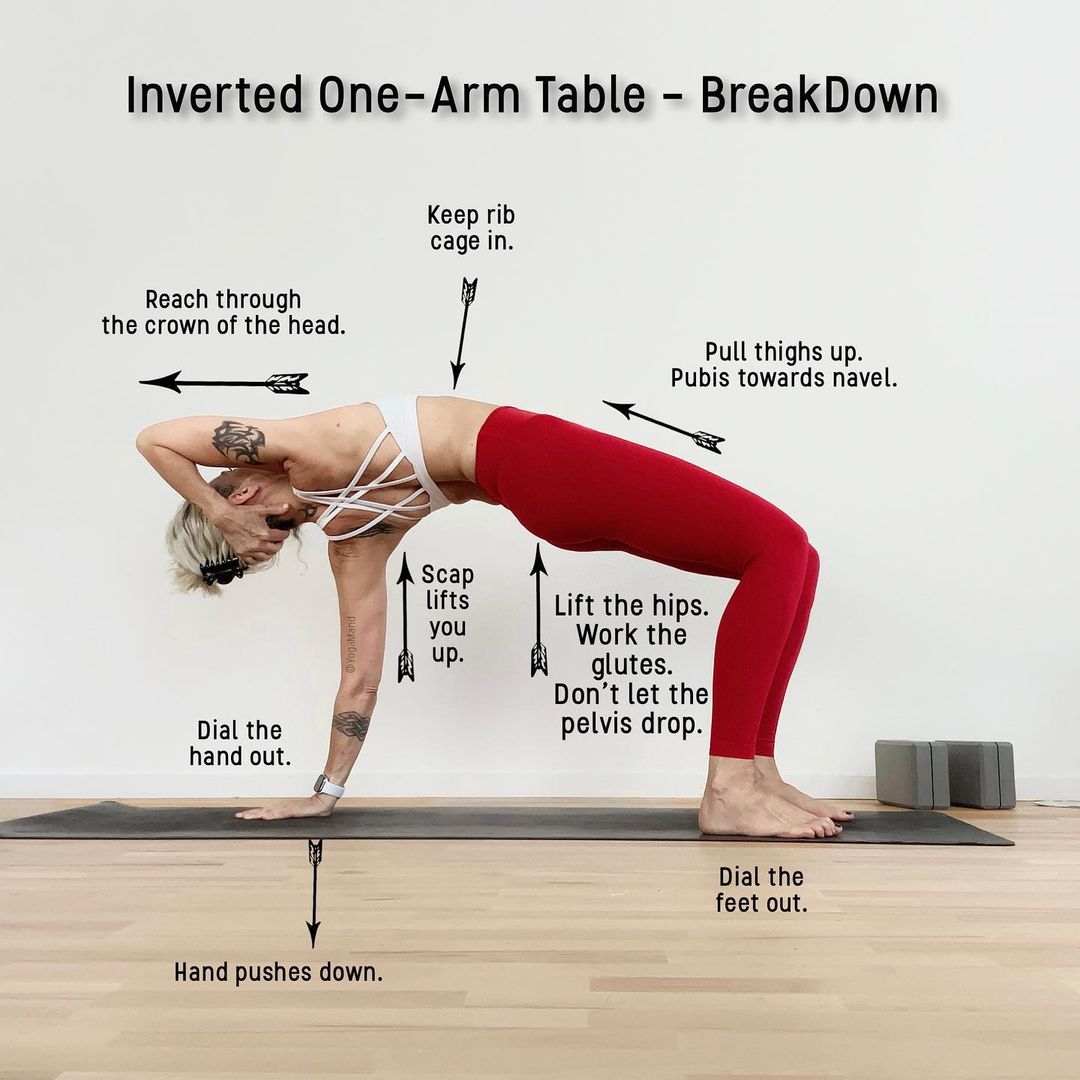 Inverted One-Arm Table - BreakDown
Keep rib
cage in.
Reach through
the crown of the head.
Pull thighs up.
Pubis towards navel.
Scap
lifts
you
up.
Lift the hips.
Work the
glutes.
Don't let the
pelvis drop.
@YogaMand
Dial the
hand out.
Dial the
feet out.
Hand pushes down.